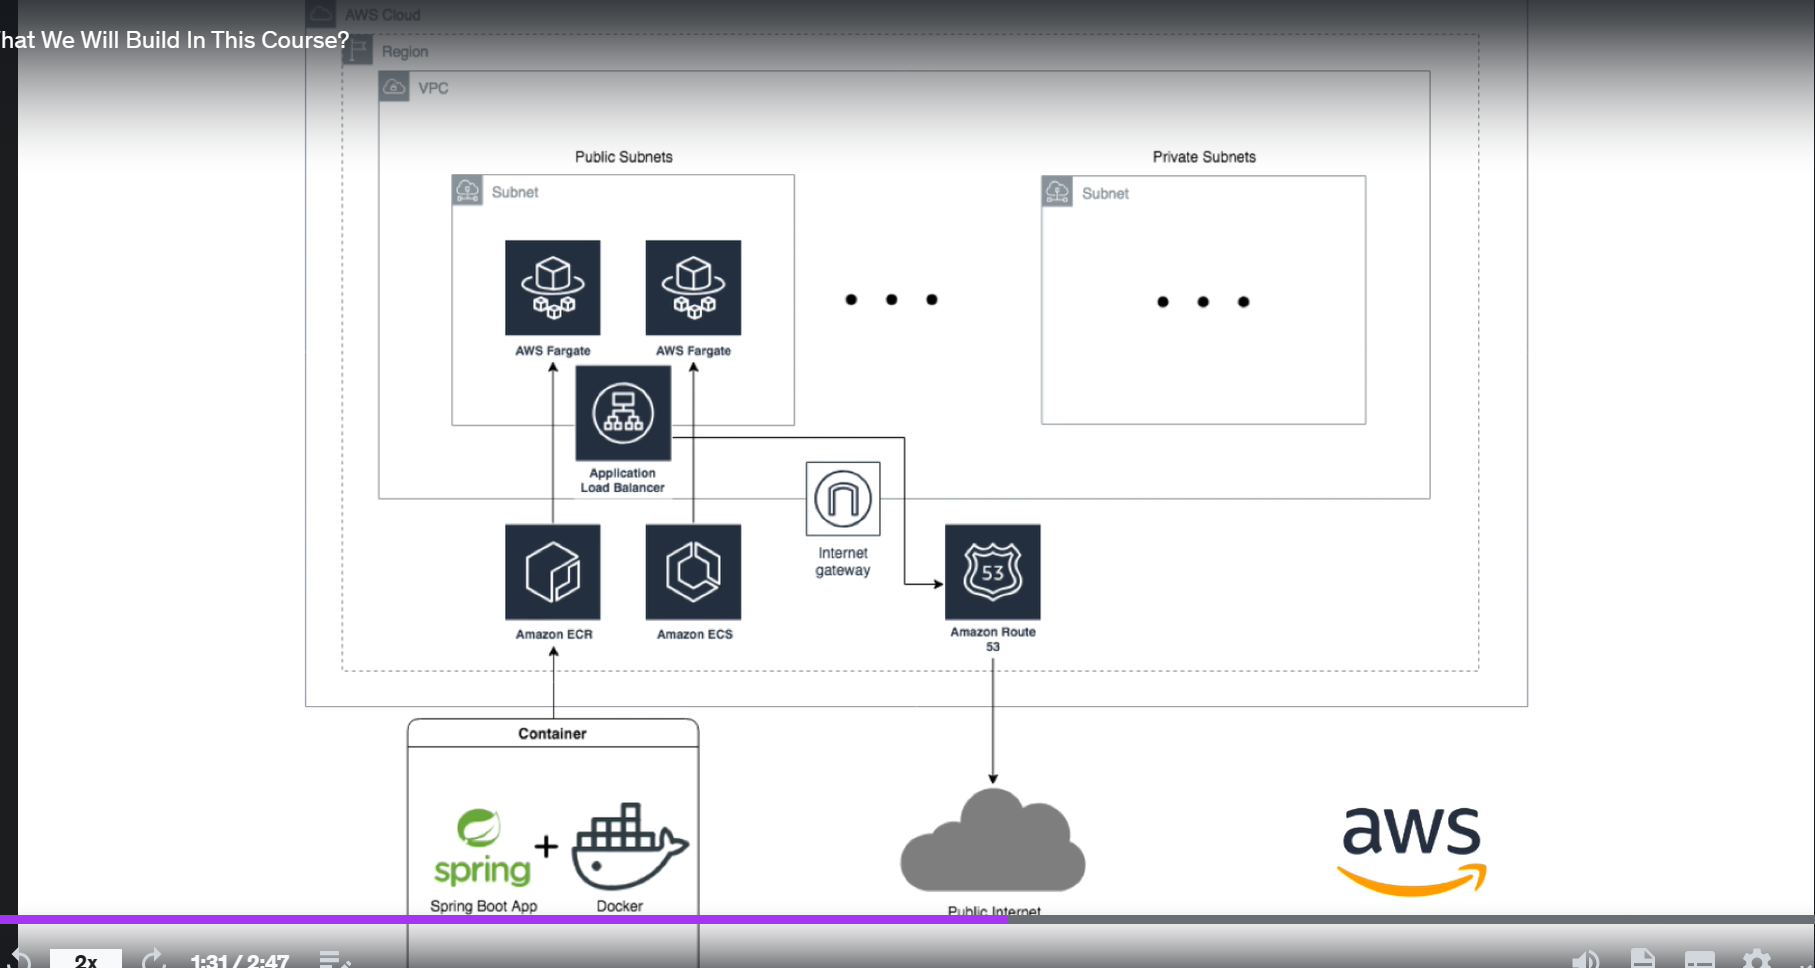 AWS Cloud
hat We Will Build In This Course?
Region
VPC
Public Subnets
Private Subnets
Subnet
Subnet
AWS Fargate
AWS Fargate
Application
Load Balancer
Internet
gateway
53
Amazon ECR
Amazon ECS
Amazon Route
53
Container
spring
+
aws
Spring Boot App
Docker
Public Internet
2x
1:31 / 2:47